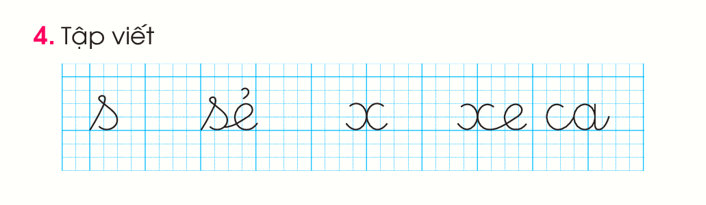 4. Tập viết
s sẻ x xe ca